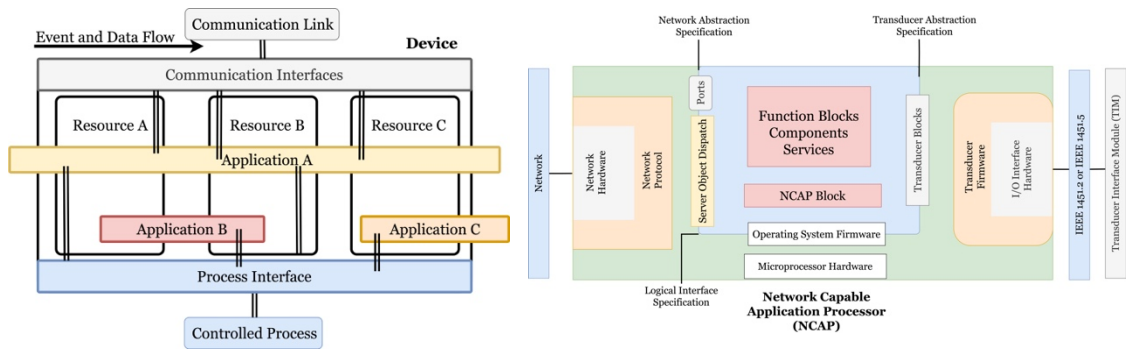 Communication Link
Event and Data Flow
Device
Communication Interfaces
Resource A
Resource B
Resource C
Application A
Application B
Application C
Process Interface
Controlled Process
Network Abstraction
Specification
Transducer Abstraction
Specification
Network
Network
Hardware
Network
Protocol
Ports
Server Object Dispatch
Function Blocks
Components
Services
NCAP Block
Transducer Blocks
Transducer
Firmware
I/O Interface
Hardware
IEEE 1451.2 or IEEE 1451-5
Transducer Interface Module (TIM)
Operating System Firmware
Microprocessor Hardware
Logical Interface
Specification
Network Capable
Application Processor
(NCAP)